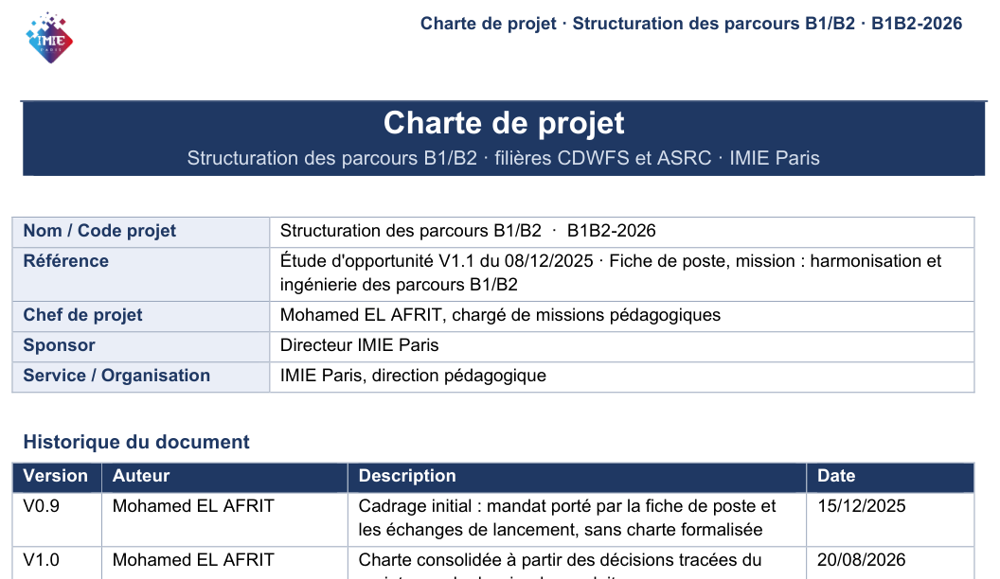 IMIE
PARIS
Charte de projet · Structuration des parcours B1/B2 · B1B2-2026
Charte de projet
Structuration des parcours B1/B2 · filières CDWFS et ASRC · IMIE Paris
Nom / Code projet Structuration des parcours B1/B2 · B1B2-2026
Référence Étude d'opportunité V1.1 du 08/12/2025 · Fiche de poste, mission : harmonisation et
ingénierie des parcours B1/B2
Chef de projet Mohamed EL AFRIT, chargé de missions pédagogiques
Sponsor Directeur IMIE Paris
Service / Organisation IMIE Paris, direction pédagogique
Historique du document
Version Auteur Description Date
V0.9 Mohamed EL AFRIT Cadrage initial : mandat porté par la fiche de poste et 15/12/2025
les échanges de lancement, sans charte formalisée
V1.0 Mohamed EL AFRIT Charte consolidée à partir des décisions tracées du 20/08/2026